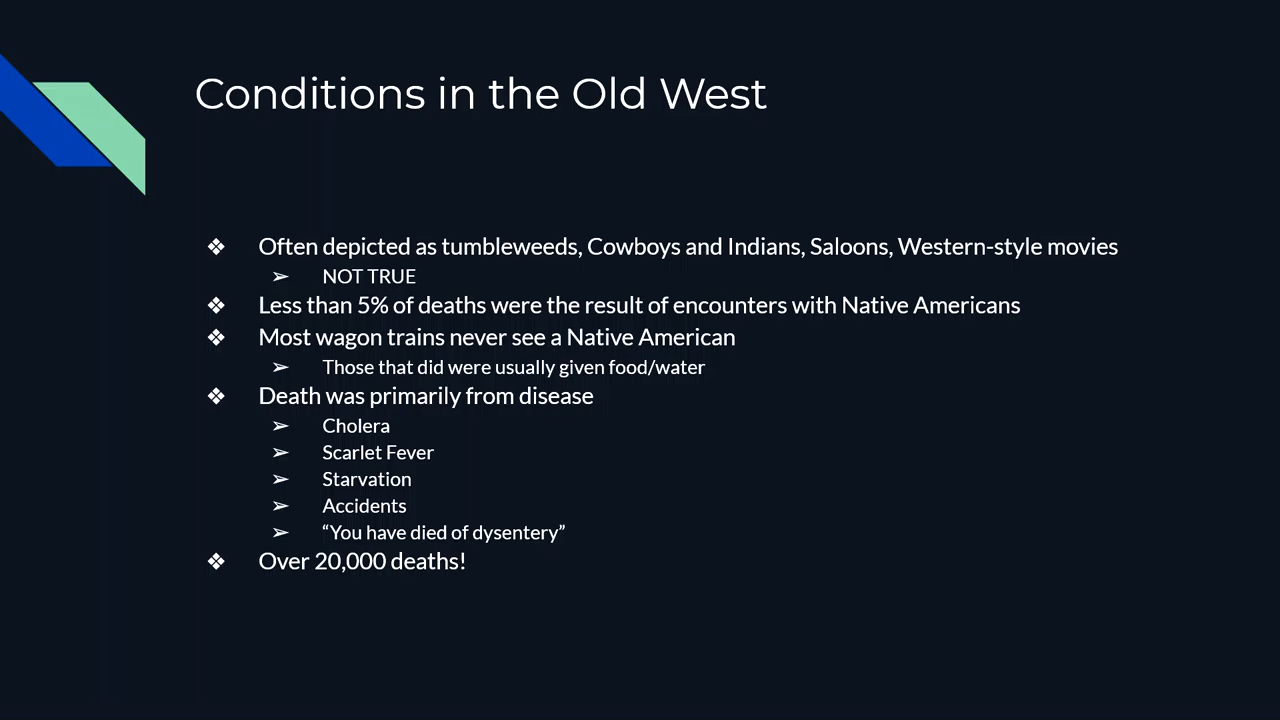 Conditions in the Old West
❖ Often depicted as tumbleweeds, Cowboys and Indians, Saloons, Western-style movies
➢ NOT TRUE
❖ Less than 5% of deaths were the result of encounters with Native Americans
❖ Most wagon trains never see a Native American
➢ Those that did were usually given food/water
❖ Death was primarily from disease
➢ Cholera
➢ Scarlet Fever
➢ Starvation
➢ Accidents
➢ “You have died of dysentery”
❖ Over 20,000 deaths!